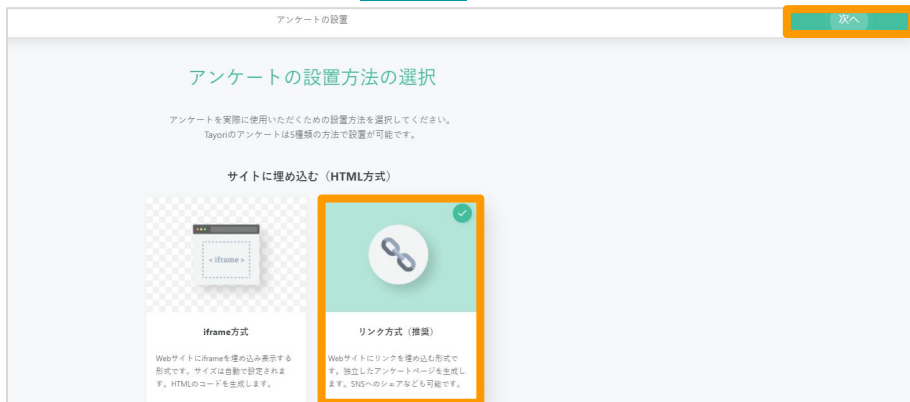 アンケートの設置
次へ
アンケートの設置方法の選択
アンケートを実際に使用いただくための設置方法を選択してください。
Tayoriのアンケートは5種類の方法で設置が可能です。
サイトに埋め込む（HTML方式）
< iframe >
iframe方式
Webサイトにiframeを埋め込み表示する
形式です。サイズは自動で設定されま
す。HTMLのコードを生成します。
リンク方式（推奨）
Webサイトにリンクを埋め込む形式で
す。独立したアンケートページを生成し
ます。SNSへのシェアなども可能です。